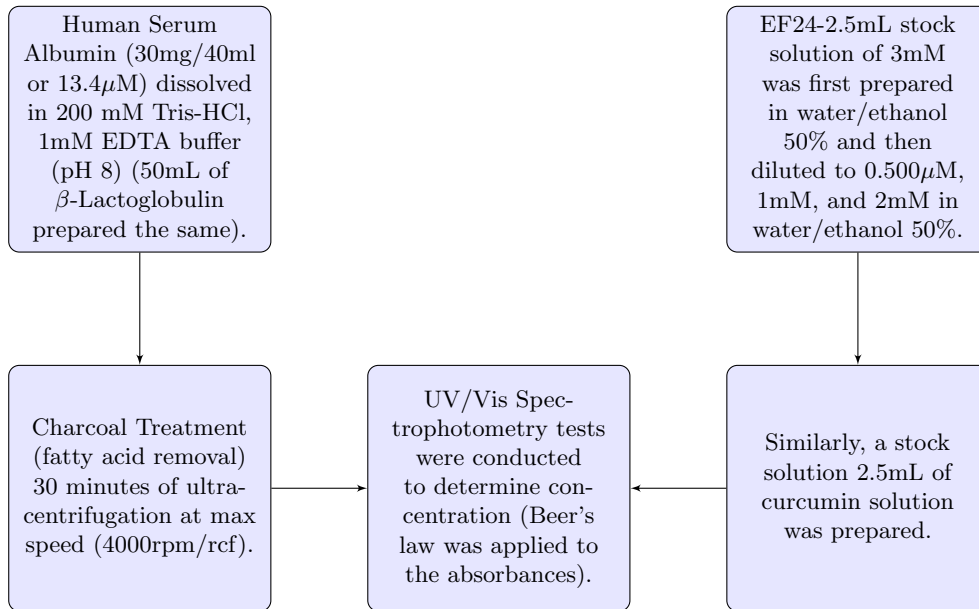 Human Serum
Albumin (30mg/40ml
or 13.4μM) dissolved
in 200 mM Tris-HCl,
1mM EDTA buffer
(pH 8) (50mL of
β-Lactoglobulin
prepared the same).
EF24-2.5mL stock
solution of 3mM
was first prepared
in water/ethanol
50% and then
diluted to 0.500μM,
1mM, and 2mM in
water/ethanol 50%.
Charcoal Treatment
(fatty acid removal)
30 minutes of ultra-
centrifugation at max
speed (4000rpm/rcf).
UV/Vis Spec-
trophotometry tests
were conducted
to determine con-
centration (Beer's
law was applied to
the absorbances).
Similarly, a stock
solution 2.5mL of
curcumin solution
was prepared.